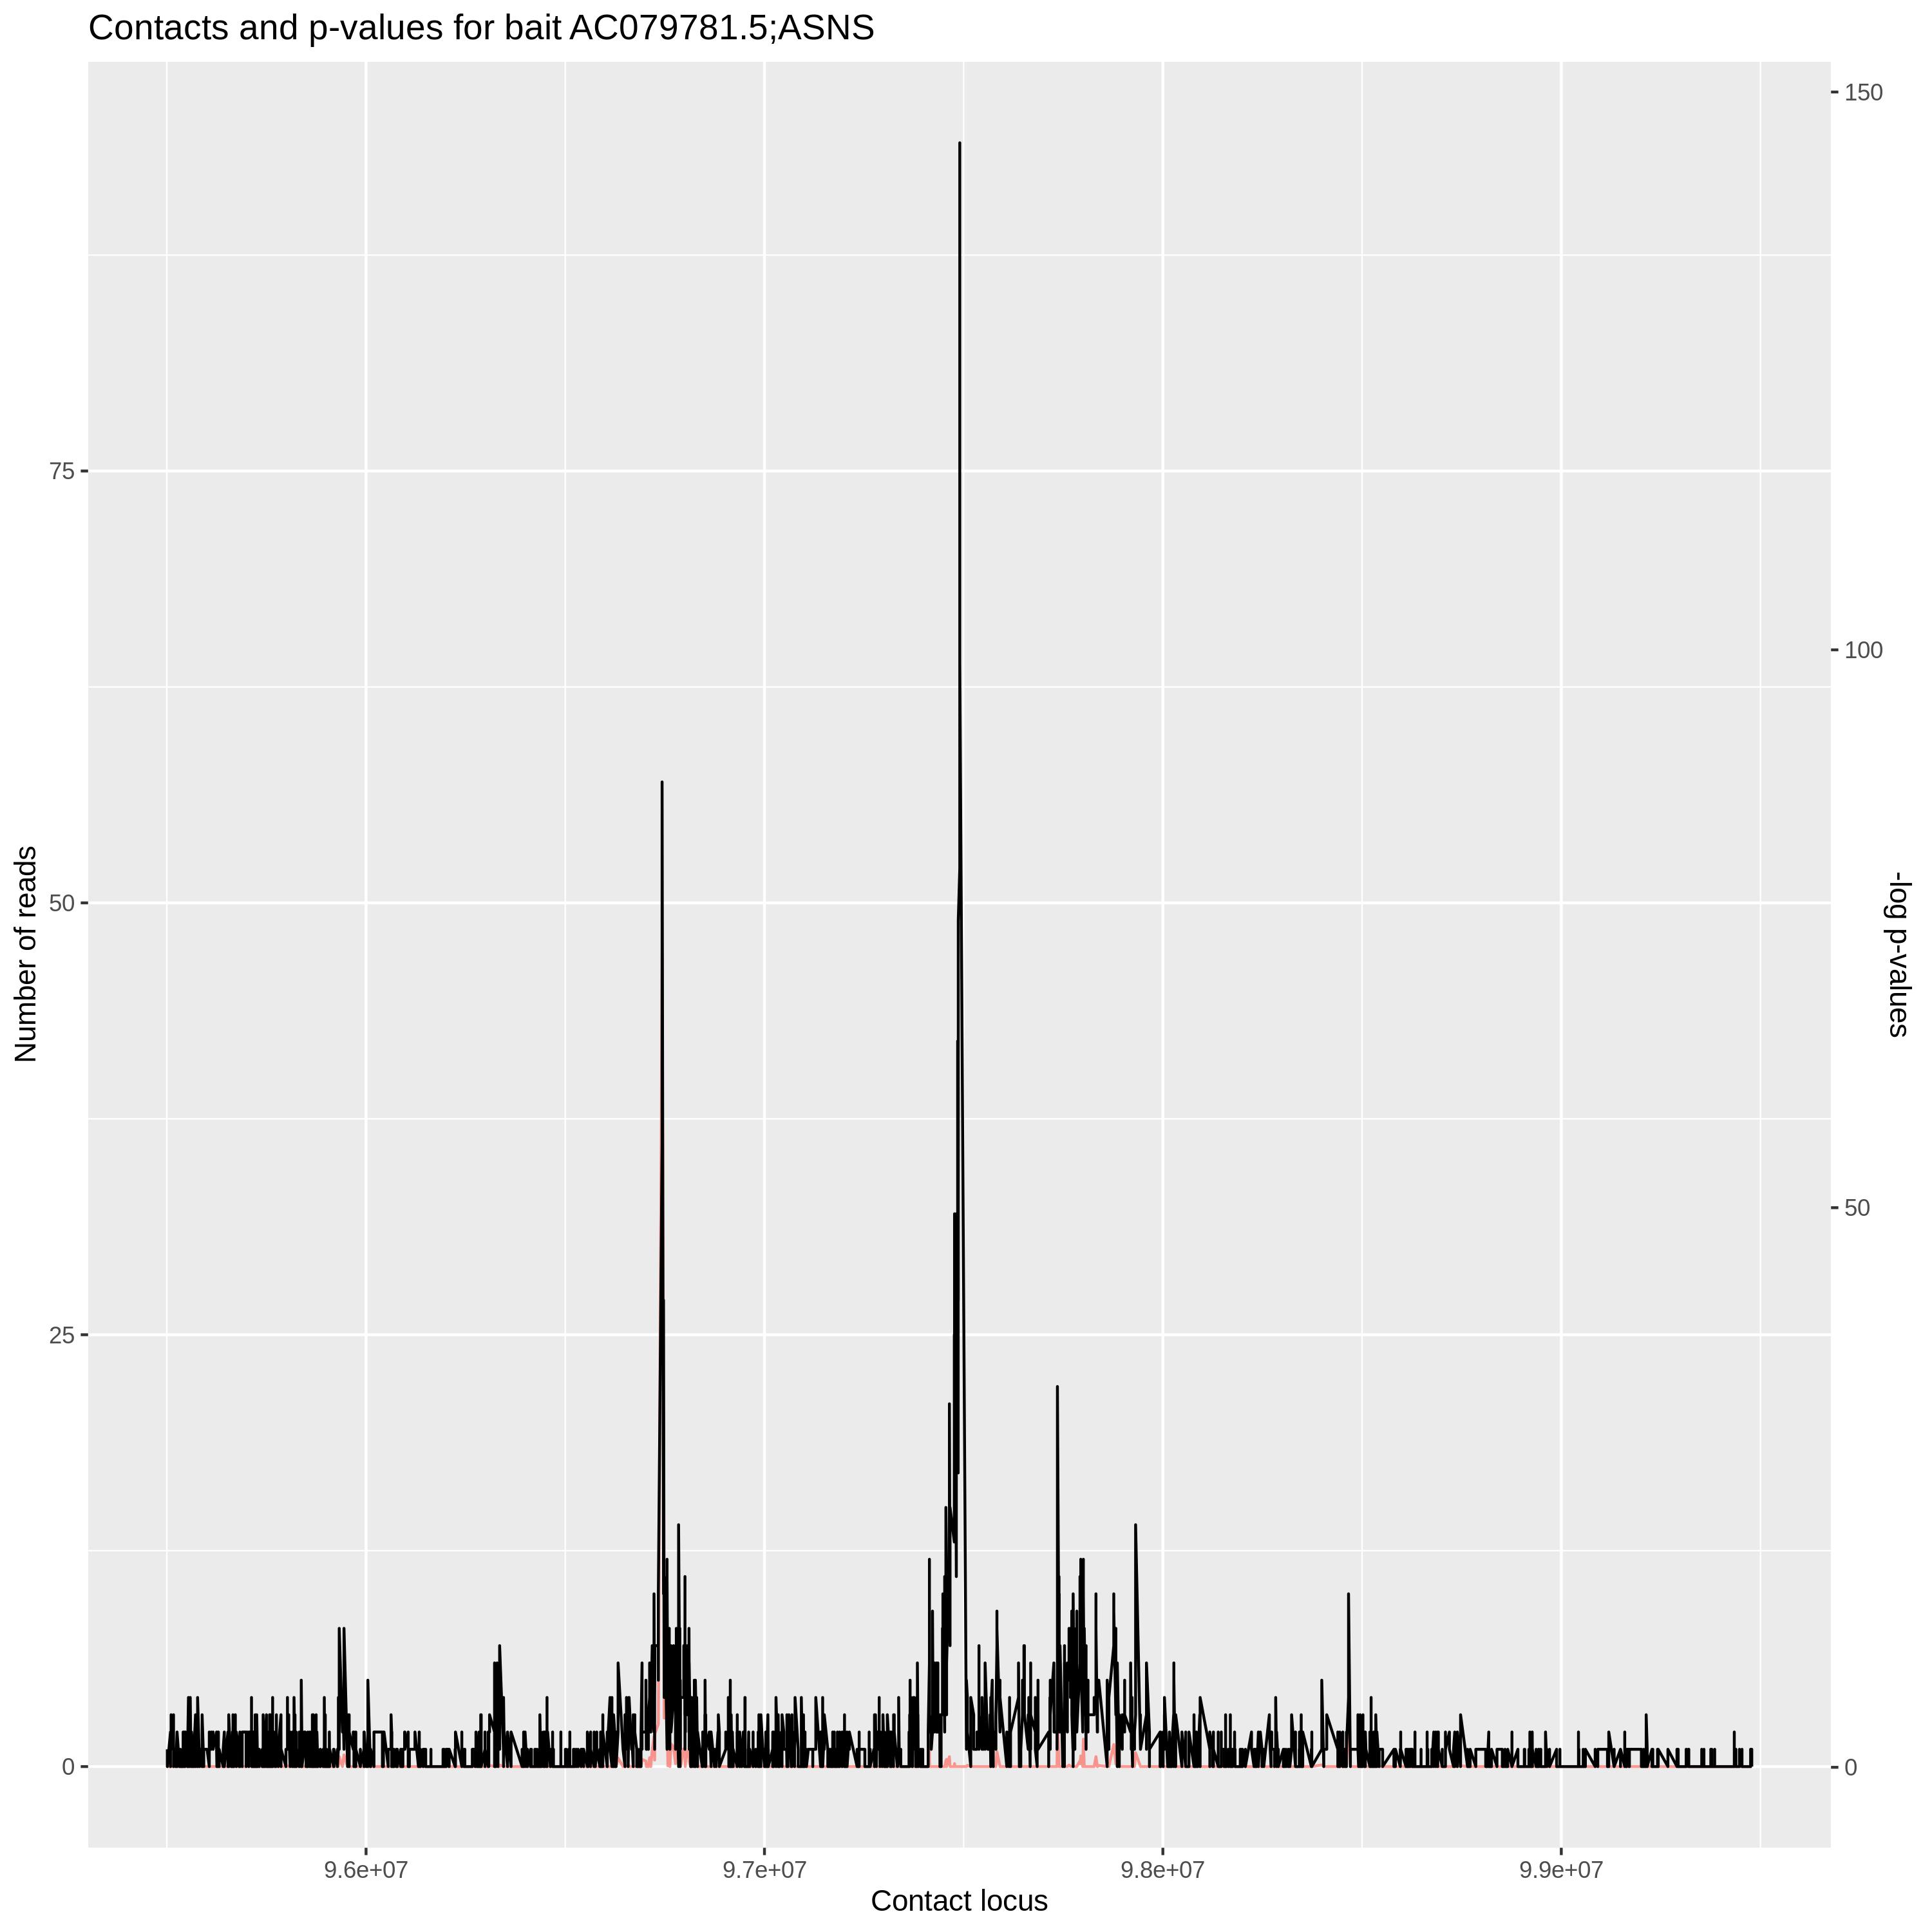 Contacts and p-values for bait AC079781.5;ASNS
Number of reads
75
50
25
0
150
100
50
0
-log p-values
9.6e+07
9.7e+07
9.8e+07
9.9e+07
Contact locus